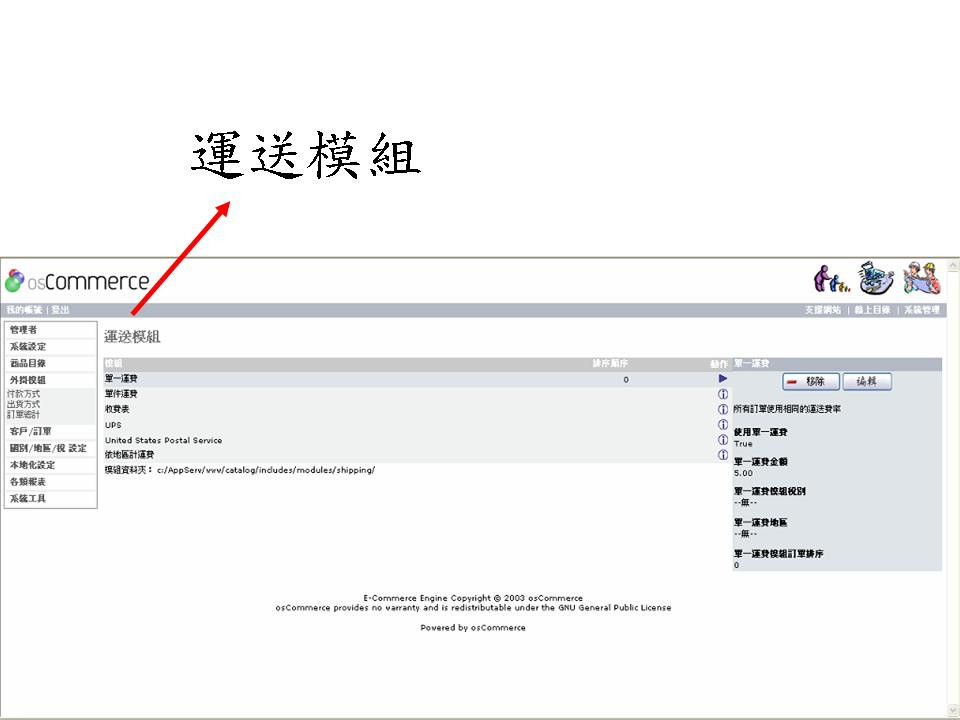 運送模組
osCommerce
我的帳號 | 登出
支援網站 | 線上目錄 | 系統管理
管理者
系統設定
商品目錄
外掛模組
付款方式
出貨方式
訂單總計
客戶/訂單
國別/地區/稅 設定
本地化設定
各類報表
系統工具
運送模組
模組 排序順序 動作
單一運費 0
單件運費
收費表
UPS
United States Postal Service
依地區計運費
模組資料夾： c:/AppServ/www/catalog/includes/modules/shipping/
單一運費
移除 編輯
所有訂單使用相同的運送費率
使用單一運費
True
單一運費金額
5.00
單一運費模組稅別
--無--
單一運費地區
--無--
單一運費模組訂單排序
0
E-Commerce Engine Copyright © 2003 osCommerce
osCommerce provides no warranty and is redistributable under the GNU General Public License
Powered by osCommerce